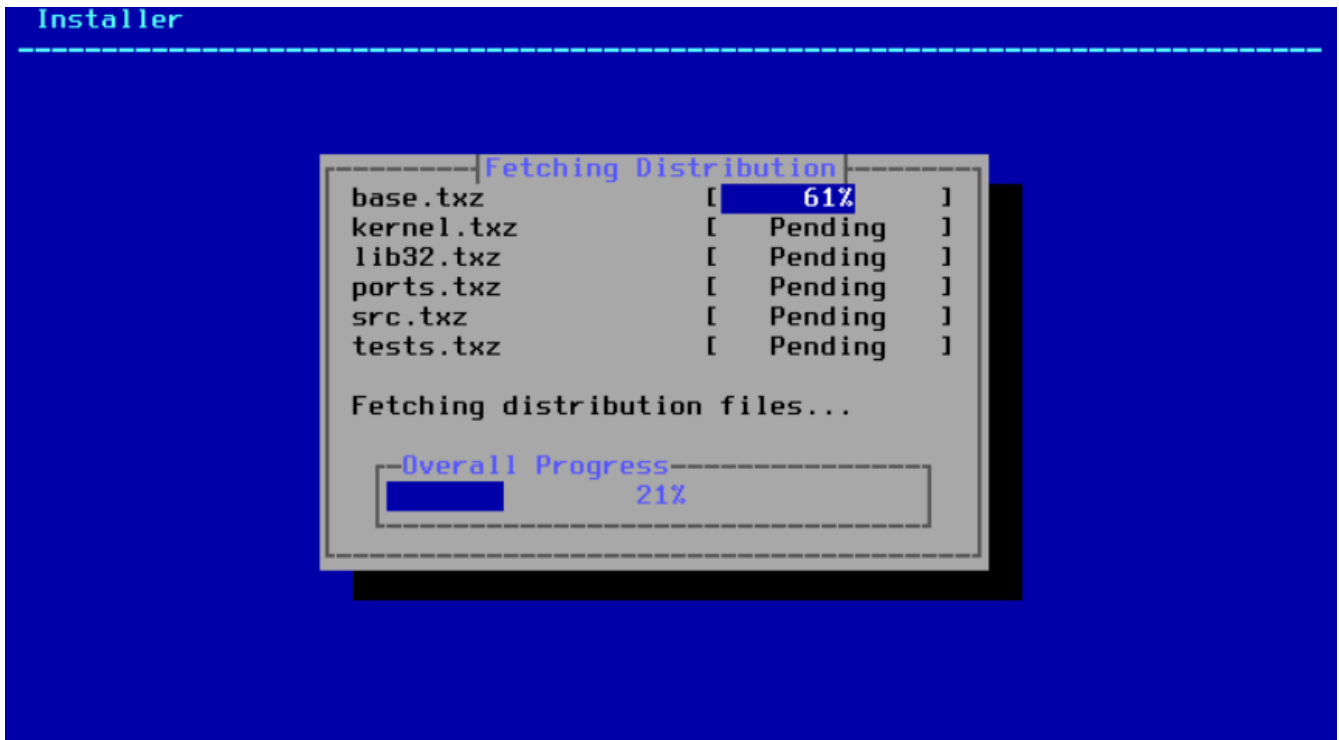 Installer
Fetching Distribution
base.txz [ 61% ]
kernel.txz [ Pending ]
lib32.txz [ Pending ]
ports.txz [ Pending ]
src.txz [ Pending ]
tests.txz [ Pending ]
Fetching distribution files...
Overall Progress
21%